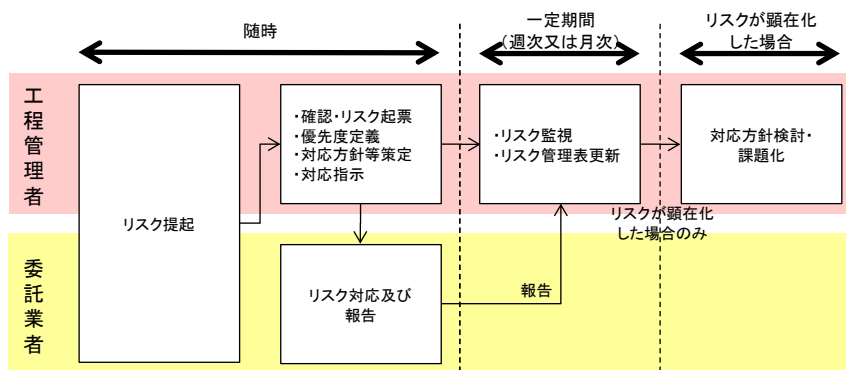 随時
一定期間
(週次又は月次)
リスクが顕在化
した場合
工程管理者
リスク提起
・確認・リスク起票
・優先度定義
・対応方針等策定
・対応指示
・リスク監視
・リスク管理表更新
対応方針検討・
課題化
リスクが顕在化
した場合のみ
委託業者
リスク対応及び
報告
報告